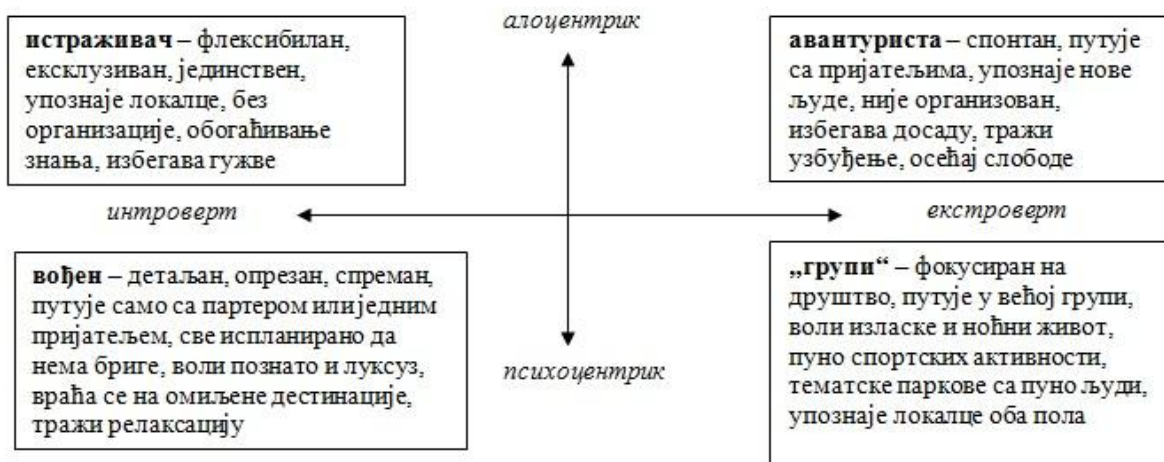 алоцентрик
истраживач – флексибилан,
ексклузиван, јединствен,
упознаје локалце, без
организације, обогаћивање
знања, избегава гужве
авантуриста – спонтан, путује
са пријатељима, упознаје нове
људе, није организован,
избегава досаду, тражи
узбуђење, осећај слободе
интроверт
екстроверт
вођен – детаљан, опрезан, спреман,
путује само са партером или једним
пријатељем, све испланирано да
нема бриге, воли познато и луксуз,
враћа се на омиљене дестинације,
тражи релаксацију
психоцентрик
„групи“ – фокусиран на
друштво, путује у већој групи,
воли изласке и ноћни живот,
пуно спортских активности,
тематске паркове са пуно људи,
упознаје локалце оба пола